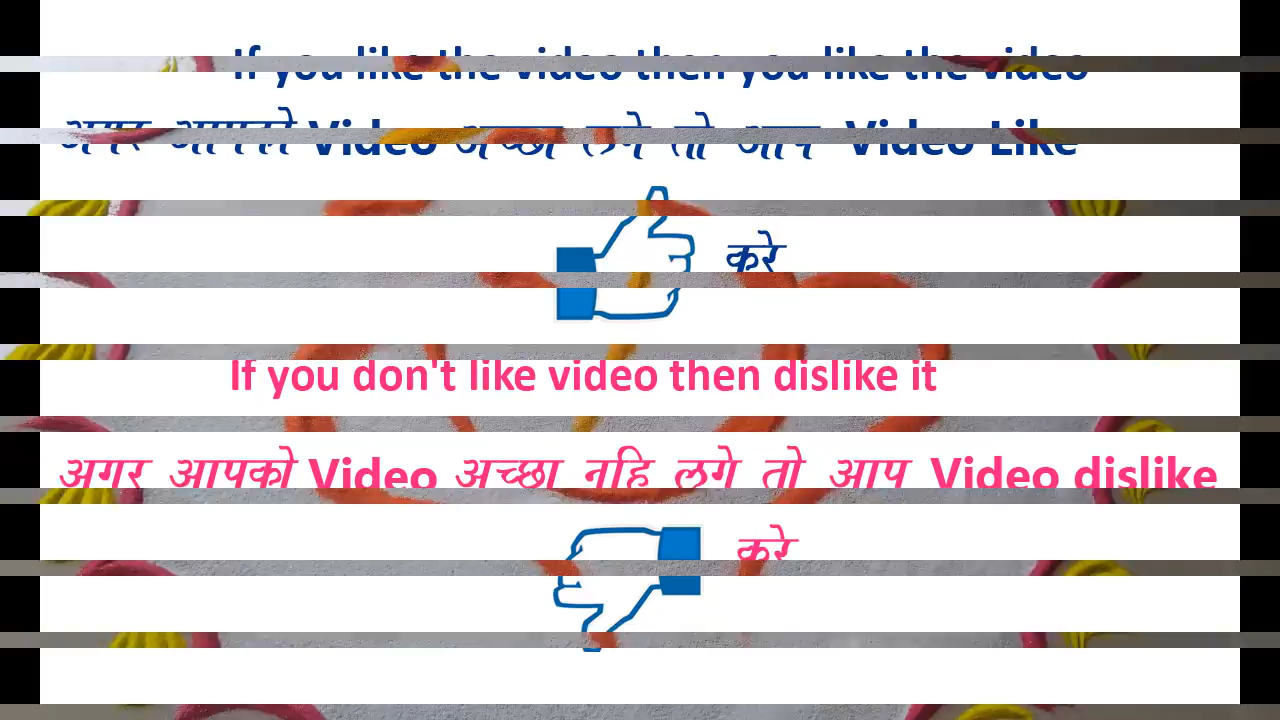 If you like the video then you like the video
अगर आपको Video अच्छा लगे तो आप Video Like
करे
If you don't like video then dislike it
अगर आपको Video अच्छा नहि लगे तो आप Video dislike
करे